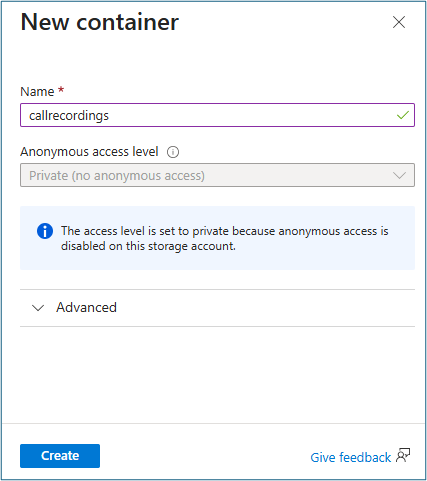 New container
Name *
callrecordings
Anonymous access level
Private (no anonymous access)
The access level is set to private because anonymous access is
disabled on this storage account.
Advanced
Create
Give feedback